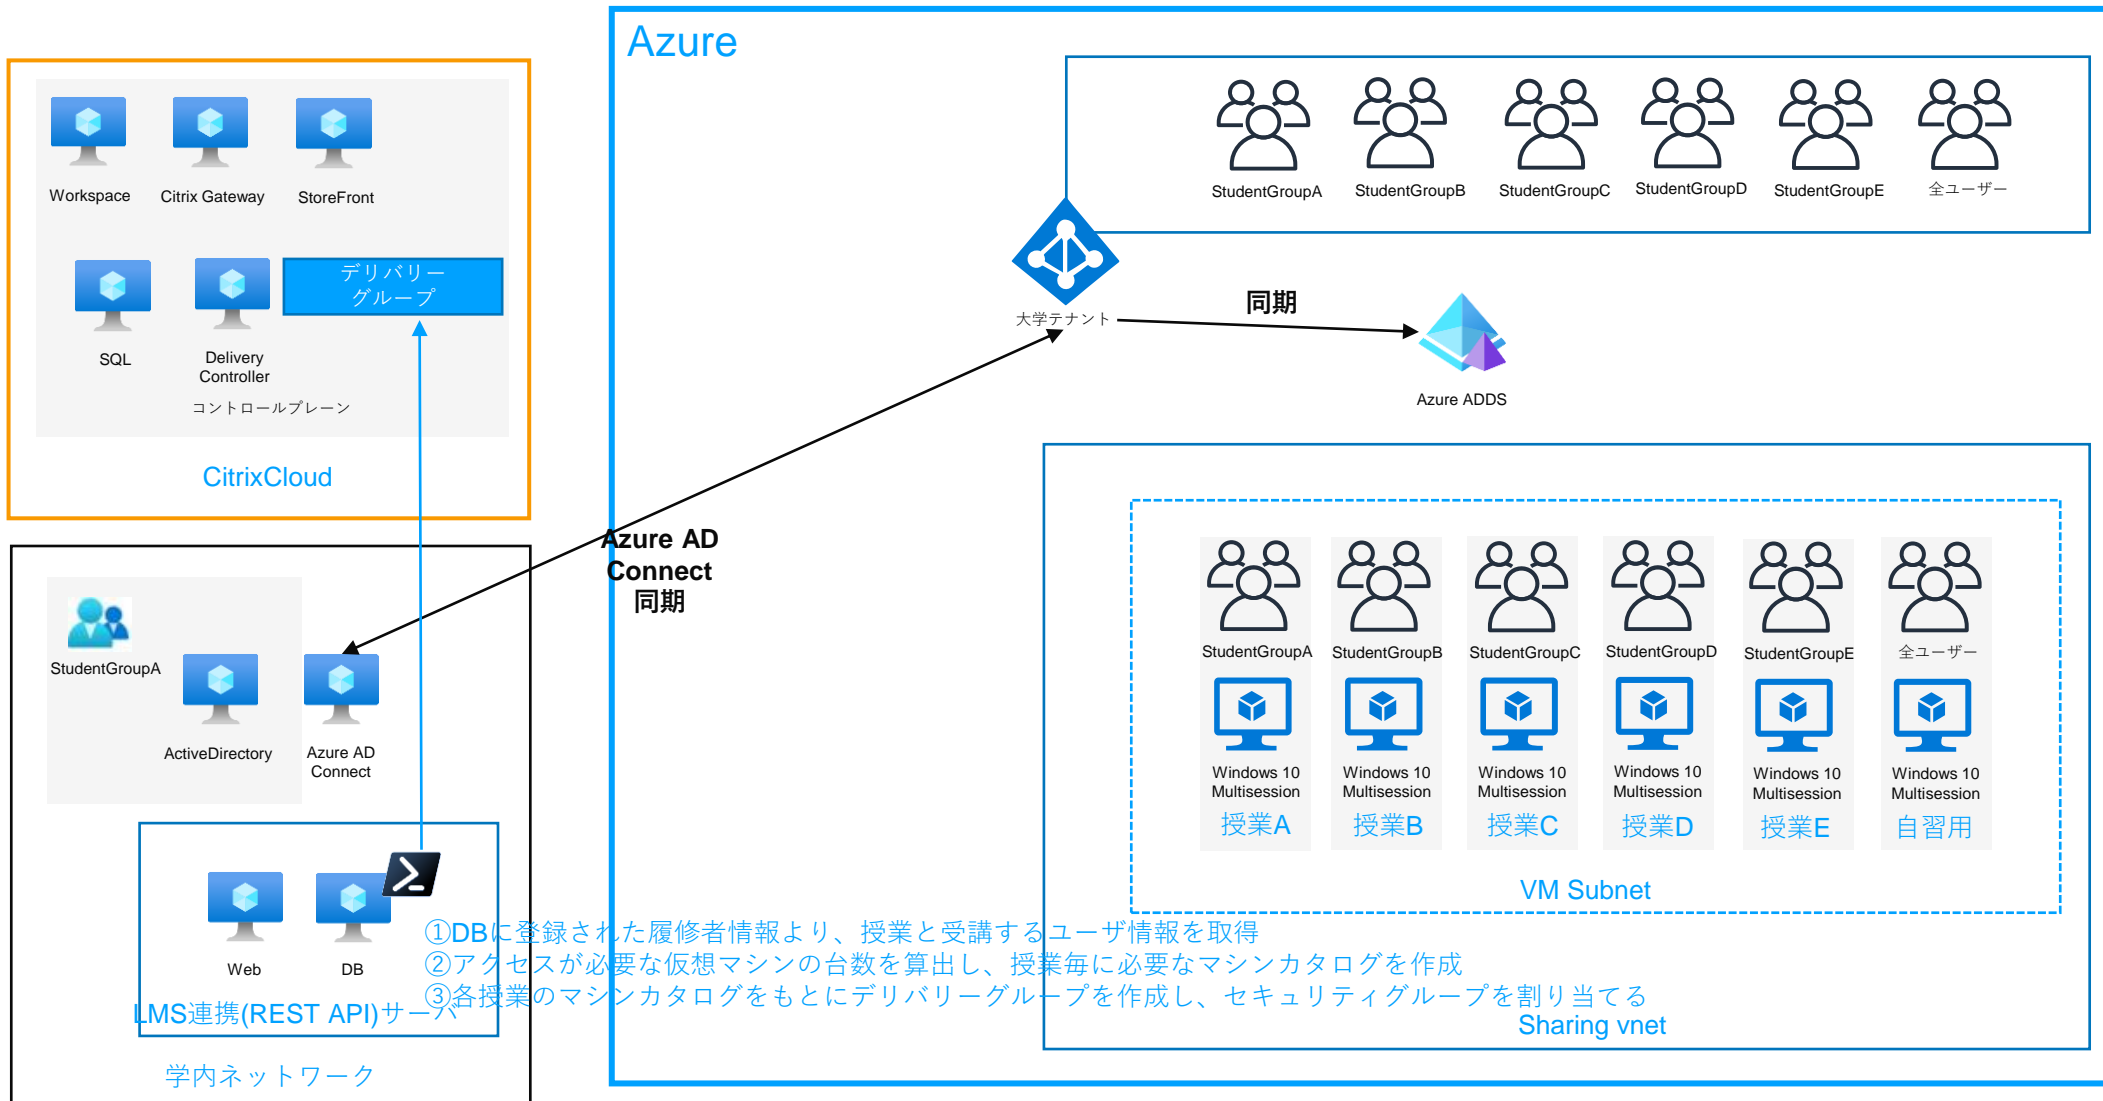 Azure
Workspace
Citrix Gateway
StoreFront
SQL
Delivery
Controller
デリバリー
グループ
コントロールプレーン
CitrixCloud
StudentGroupA
StudentGroupB
StudentGroupC
StudentGroupD
StudentGroupE
全ユーザー
大学テナント
同期
Azure ADDS
Azure AD
Connect
同期
StudentGroupA
ActiveDirectory
Azure AD
Connect
Web
DB
LMS連携(REST API)サーバ
学内ネットワーク
StudentGroupA
StudentGroupB
StudentGroupC
StudentGroupD
StudentGroupE
全ユーザー
Windows 10
Multisession
授業A
Windows 10
Multisession
授業B
Windows 10
Multisession
授業C
Windows 10
Multisession
授業D
Windows 10
Multisession
授業E
Windows 10
Multisession
自習用
VM Subnet
①DBに登録された履修者情報より、授業と受講するユーザ情報を取得
②アクセスが必要な仮想マシンの台数を算出し、授業毎に必要なマシンカタログを作成
③各授業のマシンカタログをもとにデリバリーグループを作成し、セキュリティグループを割り当てる
Sharing vnet